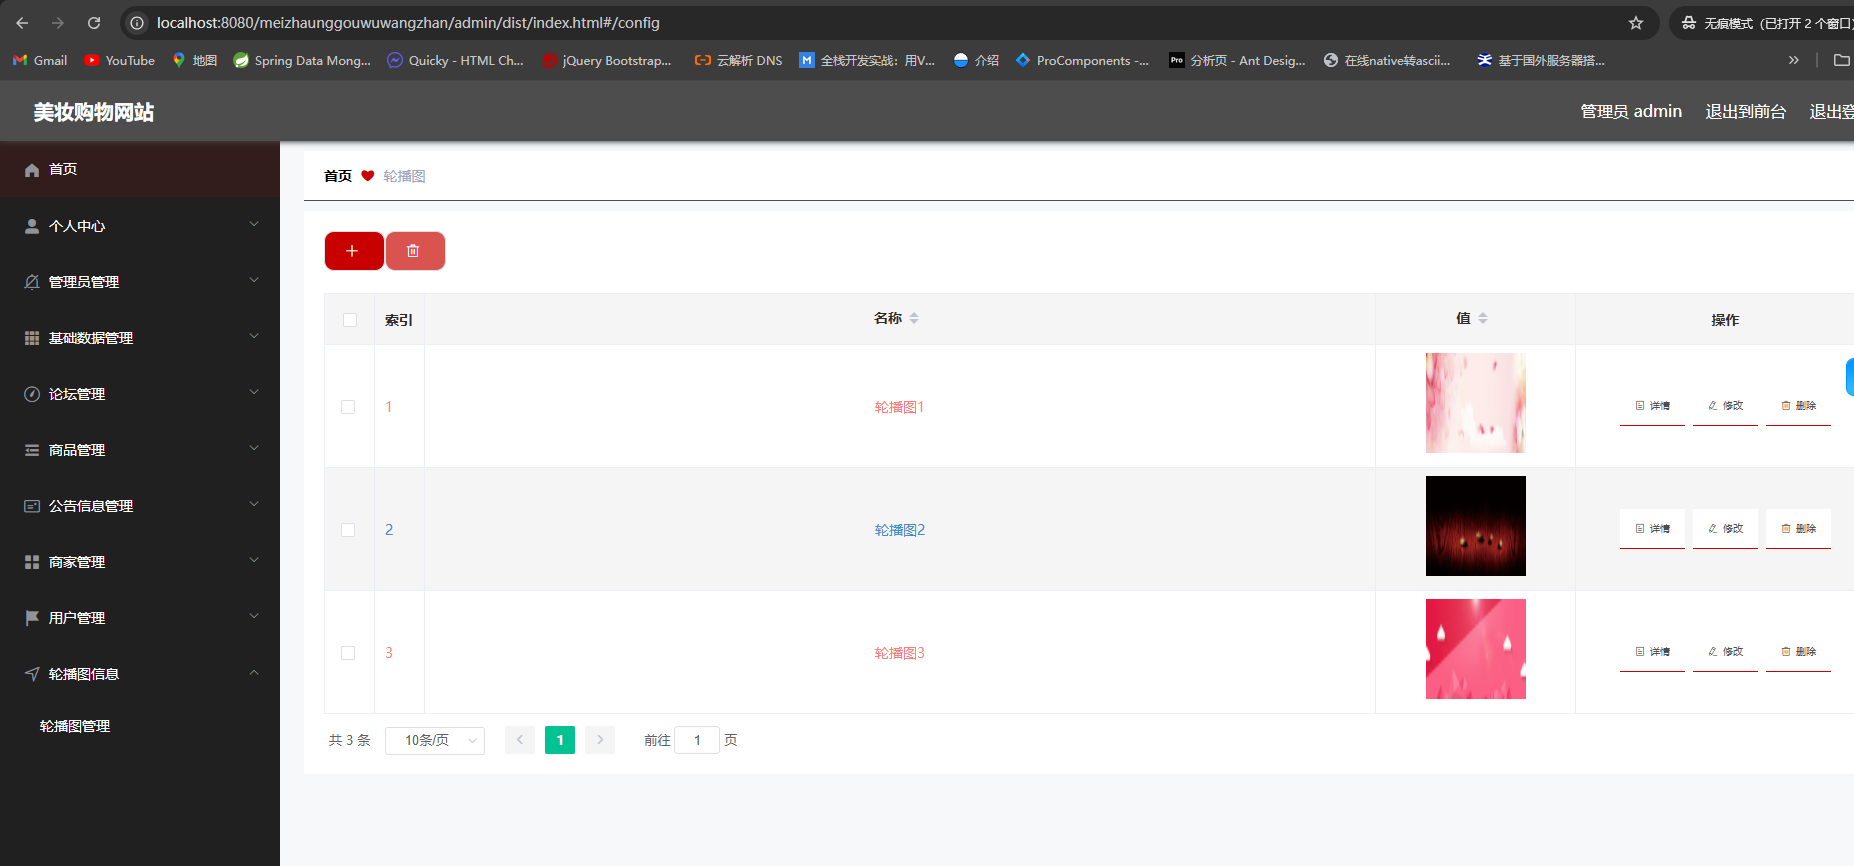 localhost:8080/meizhaunggouwuwangzhan/admin/dist/index.html#/config
无痕模式（已打开 2 个窗口）
Gmail YouTube 地图 Spring Data Mong... Quicky - HTML Ch... jQuery Bootstrap... 云解析 DNS 全栈开发实战：用V... 介绍 ProComponents -... Pro 分析页 - Ant Desig... 在线native转ascii... 基于国外服务器搭...
美妆购物网站
管理员 admin 退出到前台 退出登
首页
个人中心
管理员管理
基础数据管理
论坛管理
商品管理
公告信息管理
商家管理
用户管理
轮播图信息
轮播图管理
首页 轮播图
索引 名称 值 操作
1 轮播图1 详情 修改 删除
2 轮播图2 详情 修改 删除
3 轮播图3 详情 修改 删除
共 3 条 10条/页 1 前往 1 页